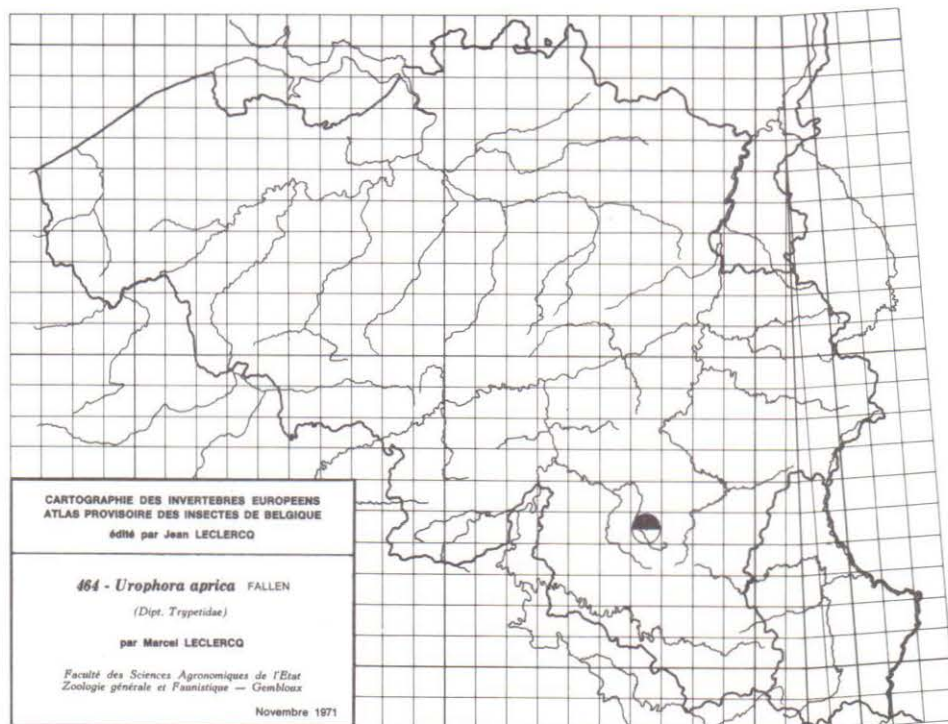 CARTOGRAPHIE DES INVERTEBRES EUROPEENS
ATLAS PROVISOIRE DES INSECTES DE BELGIQUE
édité par Jean LECLERCQ
464 - Urophora aprica FALLEN
(Dipt. Trypetidae)
par Marcel LECLERCQ
Faculté des Sciences Agronomiques de l'Etat
Zoologie générale et Faunistique — Gembloux
Novembre 1971